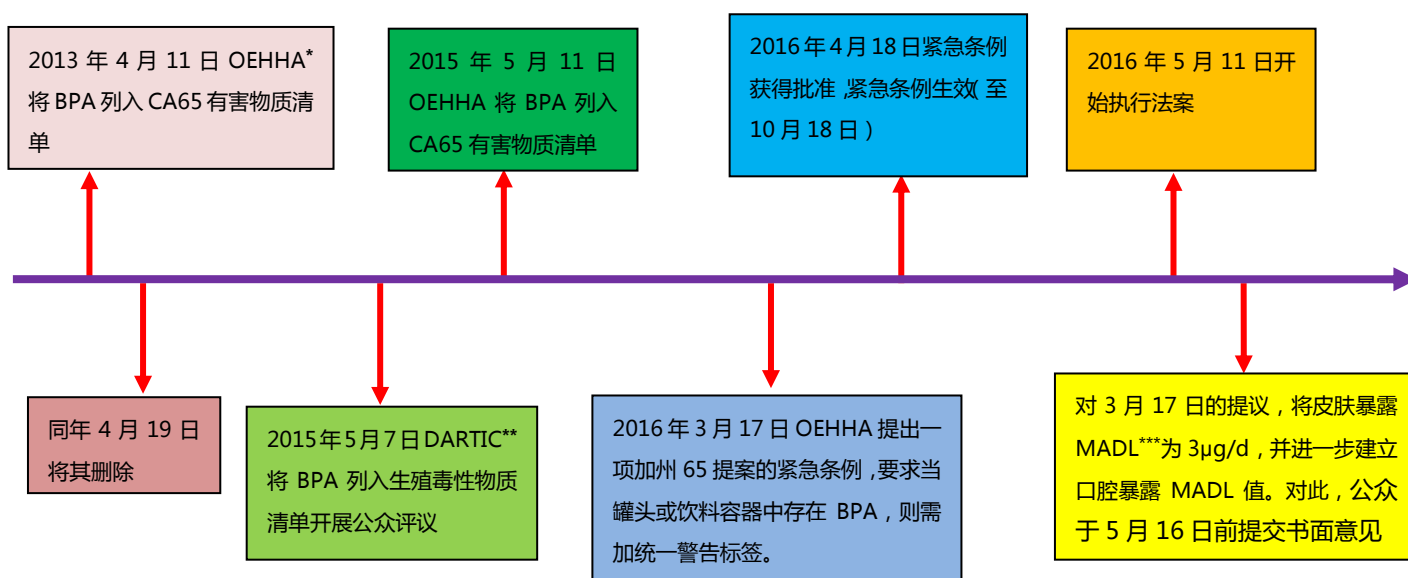 2013 年 4 月 11 日 OEHHA*
将 BPA 列入 CA65 有害物质清
单
2015 年 5 月 11 日
OEHHA 将 BPA 列入
CA65 有害物质清单
2016 年 4 月 18 日紧急条例
获得批准,紧急条例生效(至
10 月 18 日)
2016 年 5 月 11 日开
始执行法案
同年 4 月 19 日
将其删除
2015 年 5 月 7 日 DARTIC**
将 BPA 列入生殖毒性物质
清单开展公众评议
2016 年 3 月 17 日 OEHHA 提出一
项加州 65 提案的紧急条例,要求当
罐头或饮料容器中存在 BPA,则需
加统一警告标签。
对 3 月 17 日的提议,将皮肤暴露
MADL***为 3μg/d,并进一步建立
口腔暴露 MADL 值。对此,公众
于 5 月 16 日前提交书面意见